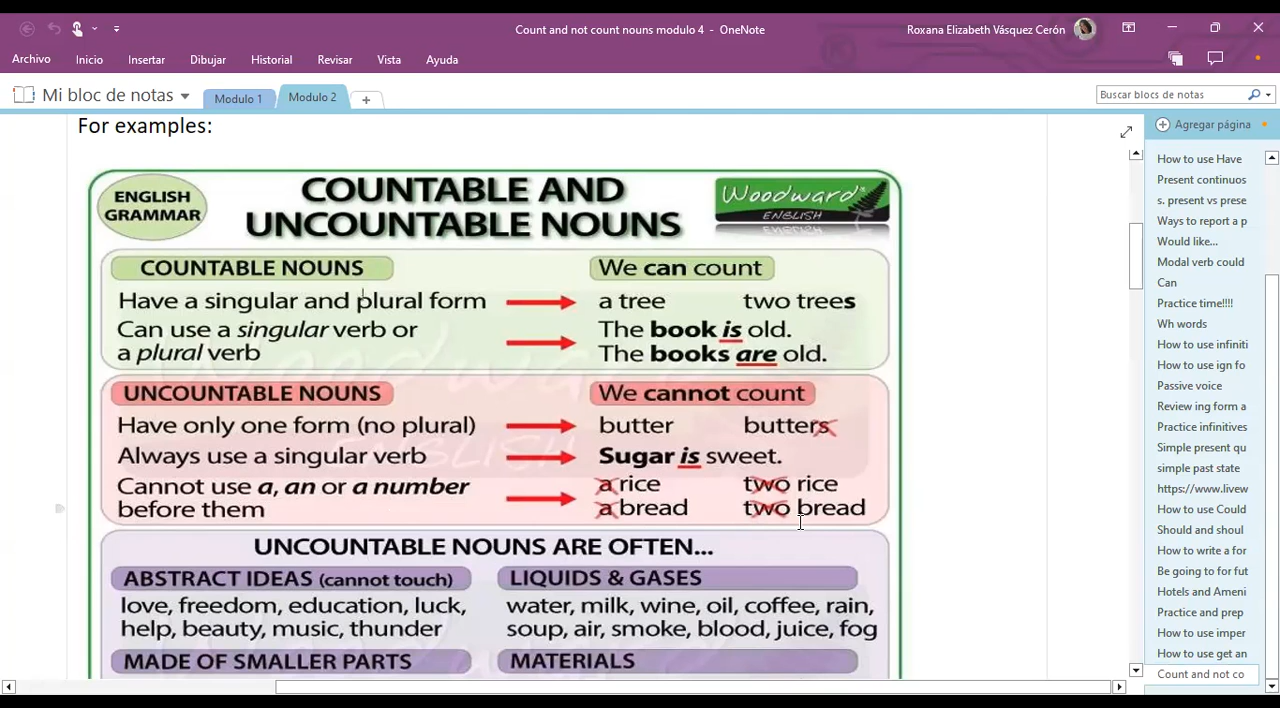 Count and not count nouns modulo 4 - OneNote
Roxana Elizabeth Vásquez Cerón
Archivo Inicio Insertar Dibujar Historial Revisar Vista Ayuda
Mi bloc de notas Modulo 1 Modulo 2 Buscar blocs de notas
For examples:
ENGLISH GRAMMAR
COUNTABLE AND
UNCOUNTABLE NOUNS
Woodward®
ENGLISH
COUNTABLE NOUNS We can count
Have a singular and plural form a tree two trees
Can use a singular verb or The book is old.
a plural verb The books are old.
UNCOUNTABLE NOUNS We cannot count
Have only one form (no plural) butter butters
Always use a singular verb Sugar is sweet.
Cannot use a, an or a number a rice two rice
before them a bread two bread
UNCOUNTABLE NOUNS ARE OFTEN...
ABSTRACT IDEAS (cannot touch)
love, freedom, education, luck,
help, beauty, music, thunder
LIQUIDS & GASES
water, milk, wine, oil, coffee, rain,
soup, air, smoke, blood, juice, fog
MADE OF SMALLER PARTS MATERIALS
Agregar página
How to use Have
Present continuos
s. present vs prese
Ways to report a p
Would like...
Modal verb could
Can
Practice time!!!!
Wh words
How to use infiniti
How to use ign fo
Passive voice
Review ing form a
Practice infinitives
Simple present qu
simple past state
https://www.livew
How to use Could
Should and shoul
How to write a for
Be going to for fut
Hotels and Ameni
Practice and prep
How to use imper
How to use get an
Count and not co